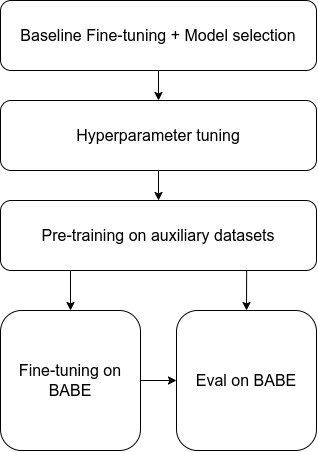 Baseline Fine-tuning + Model selection
Hyperparameter tuning
Pre-training on auxiliary datasets
Fine-tuning on
BABE
Eval on BABE